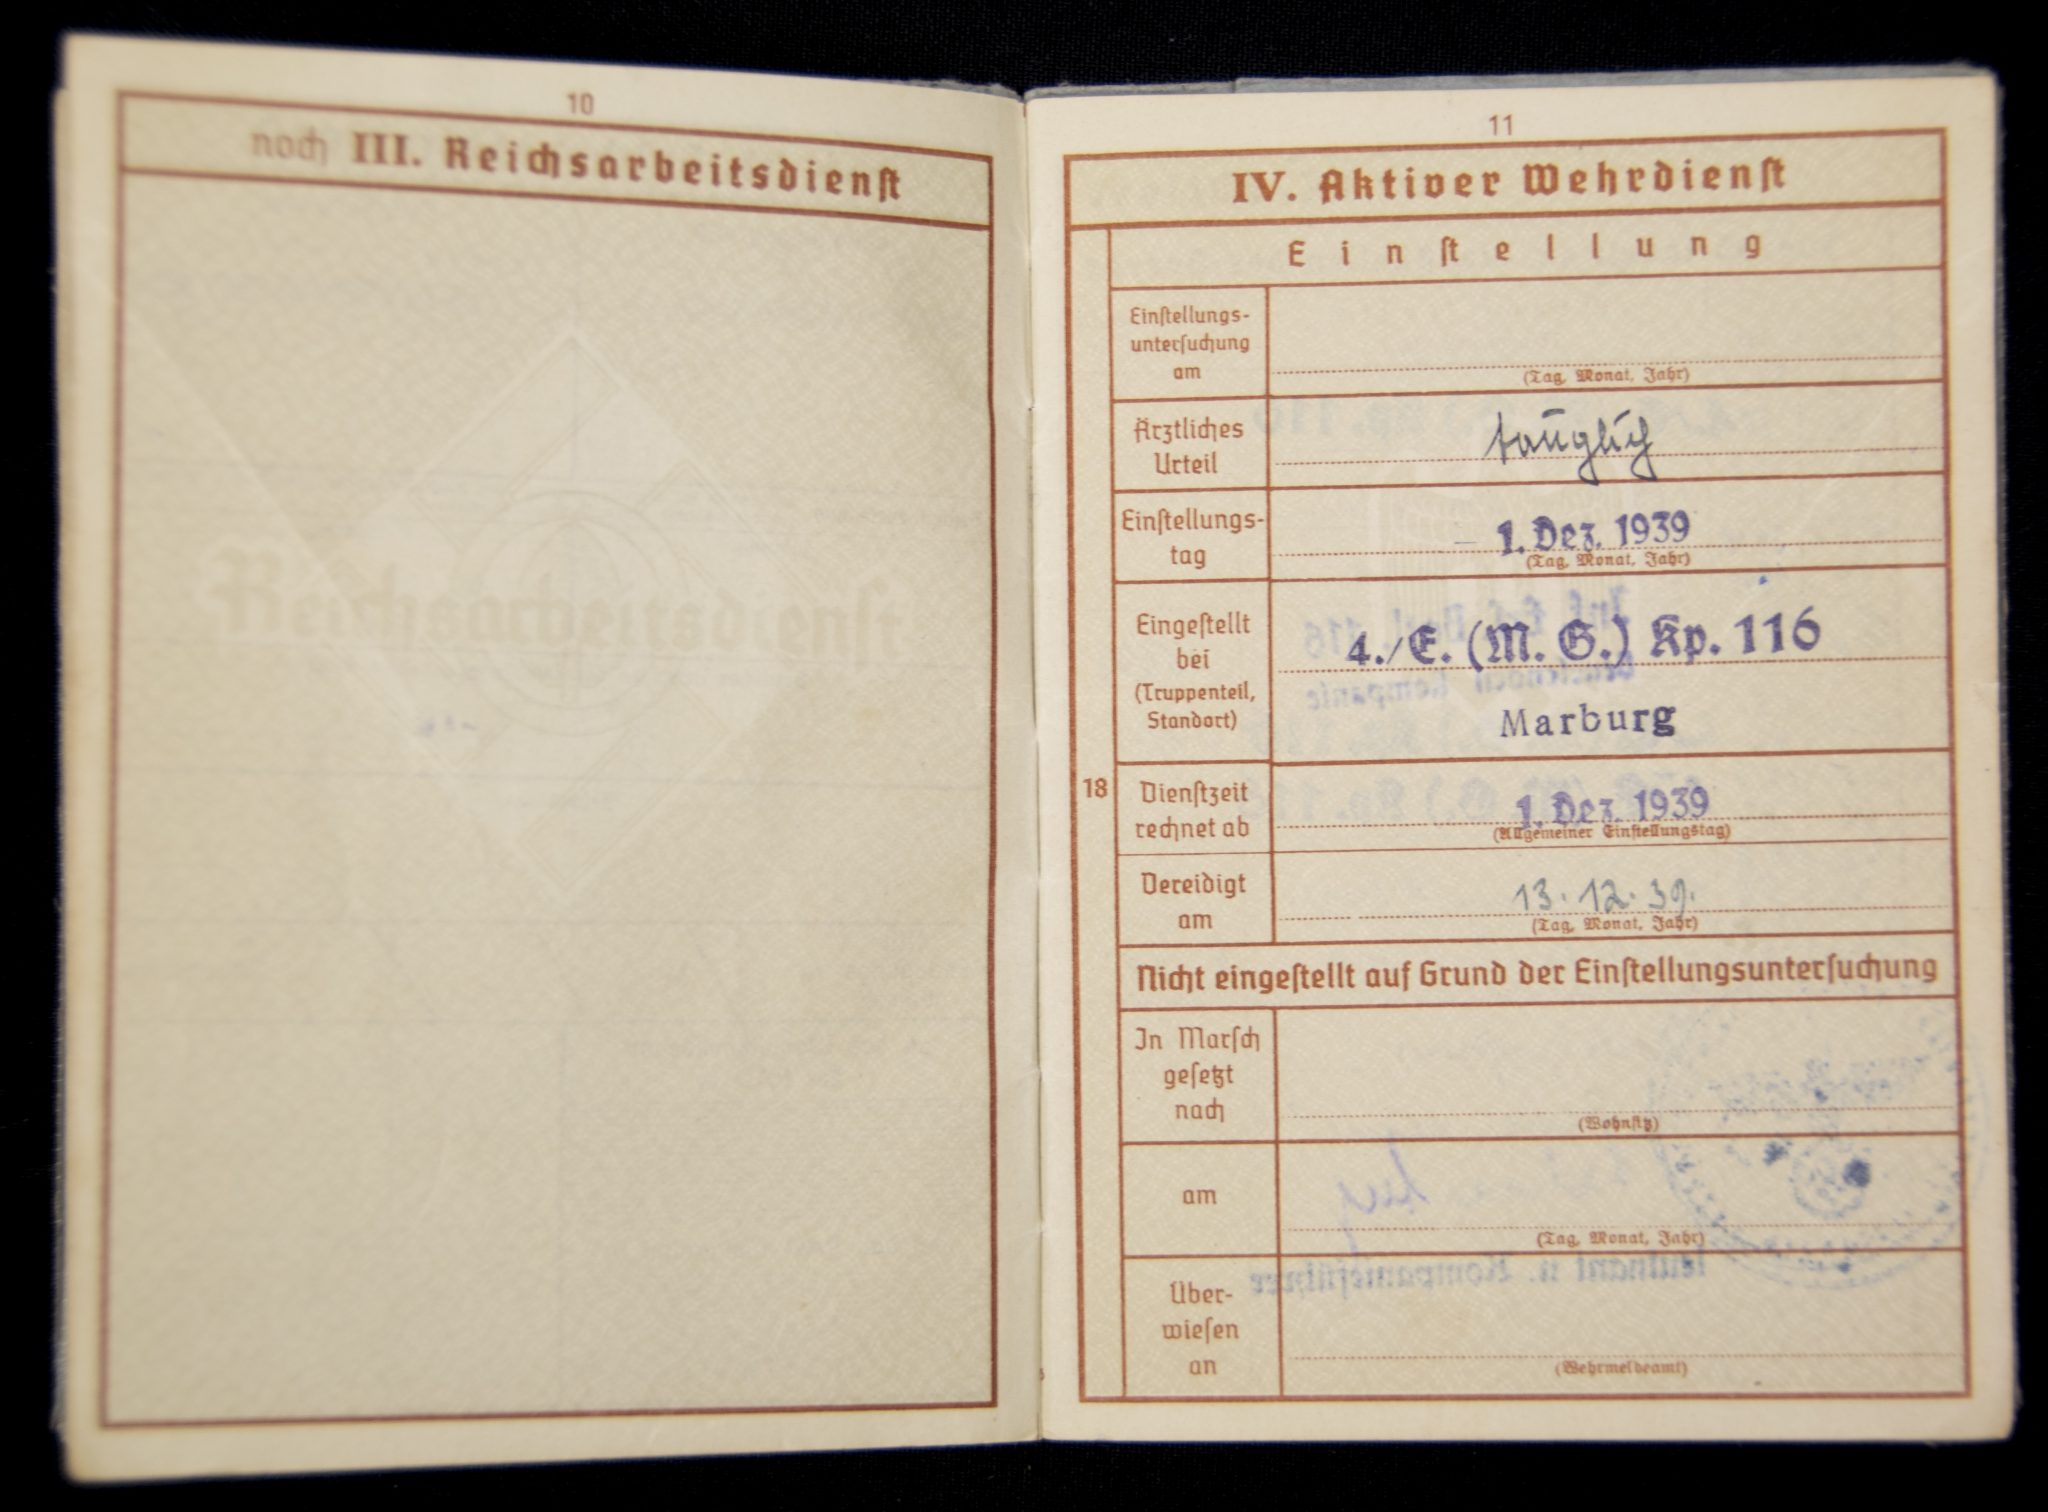 10
noch III. Reichsarbeitsdienst
Reichsarbeitsdienst
11
IV. Aktiver Wehrdienst
Einstellung
Einstellungs-
untersuchung
am
(Tag, Monat, Jahr)
Ärztliches
Urteil
tauglich
Einstellungs-
tag
1. Dez. 1939
(Tag, Monat, Jahr)
Eingestellt
bei
(Truppenteil,
Standort)
4./E. (M. G.) Kp. 116
Marburg
18
Dienstzeit
rechnet ab
1. Dez. 1939
(Allgemeiner Einstellungstag)
Vereidigt
am
13. 12. 39.
(Tag, Monat, Jahr)
Nicht eingestellt auf Grund der Einstellungsuntersuchung
In Marsch
gesetzt
nach
(Wohnsitz)
am
(Tag, Monat, Jahr)
Leutnant u. Kompanieführer
Über-
wiesen
an
(Wehrmeldeamt)